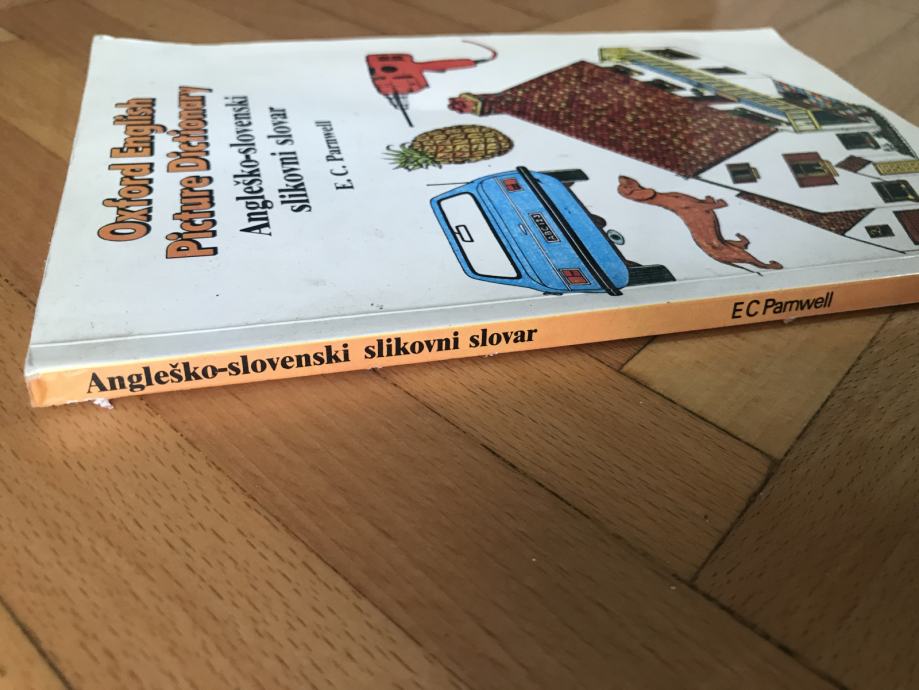 Oxford English
Picture Dictionary
Angleško-slovenski
slikovni slovar
E. C. Parnwell
Angleško-slovenski slikovni slovar
E C Parnwell